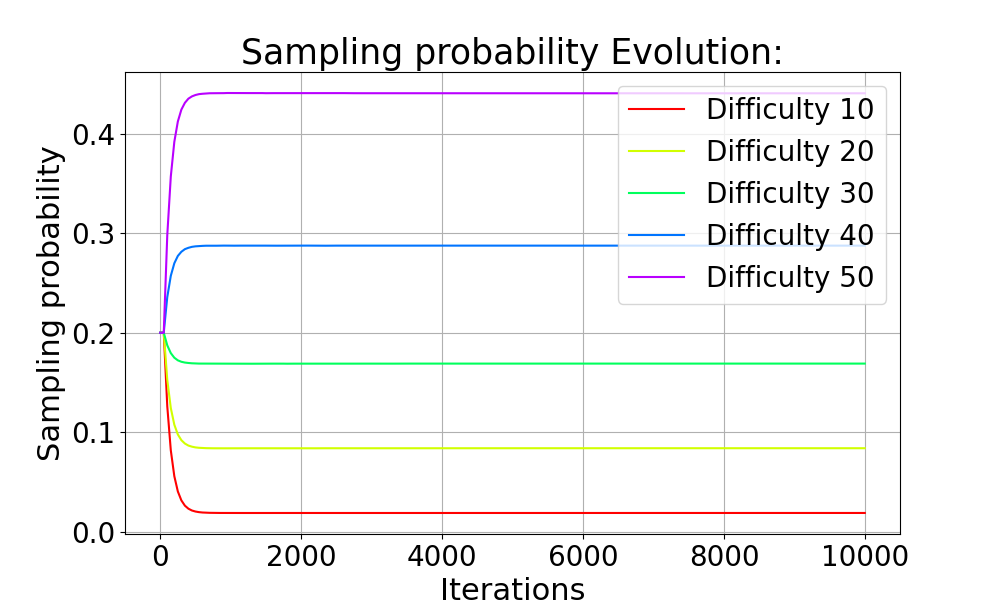 Sampling probability Evolution:
Sampling probability
0.4
0.3
0.2
0.1
0.0
Difficulty 10
Difficulty 20
Difficulty 30
Difficulty 40
Difficulty 50
0 2000 4000 6000 8000 10000
Iterations